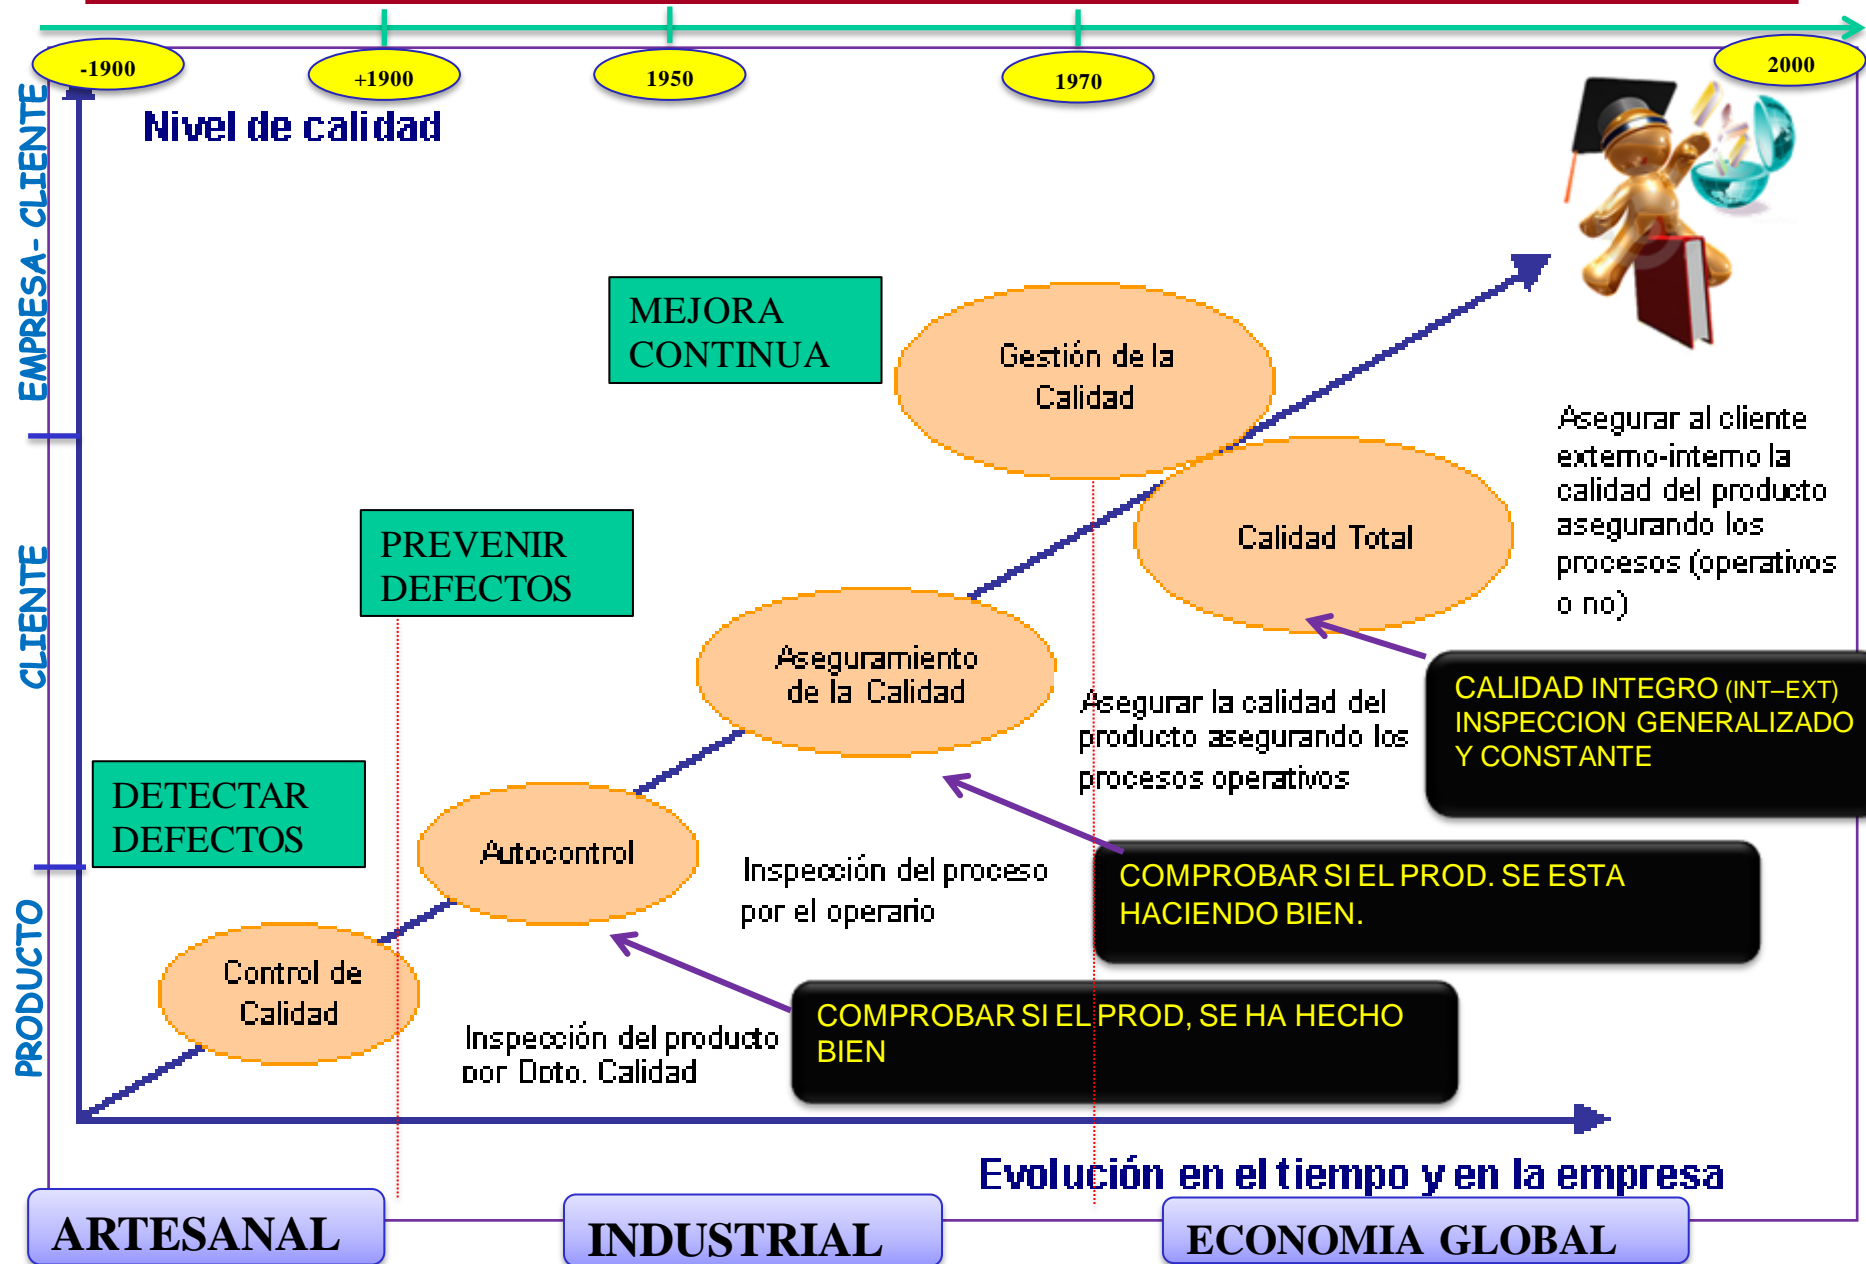 -1900
+1900
1950
1970
2000
Nivel de calidad
EMPRESA- CLIENTE
CLIENTE
PRODUCTO
MEJORA
CONTINUA
Gestión de la
Calidad
Asegurar al cliente
externo-interno la
calidad del producto
asegurando los
procesos (operativos
o no)
Calidad Total
PREVENIR
DEFECTOS
Aseguramiento
de la Calidad
Asegurar la calidad del
producto asegurando los
procesos operativos
CALIDAD INTEGRO (INT–EXT)
INSPECCION GENERALIZADO
Y CONSTANTE
DETECTAR
DEFECTOS
Autocontrol
Inspección del proceso
por el operario
COMPROBAR SI EL PROD. SE ESTA
HACIENDO BIEN.
Control de
Calidad
Inspección del producto
por Dpto. Calidad
COMPROBAR SI EL PROD, SE HA HECHO
BIEN
Evolución en el tiempo y en la empresa
ARTESANAL
INDUSTRIAL
ECONOMIA GLOBAL